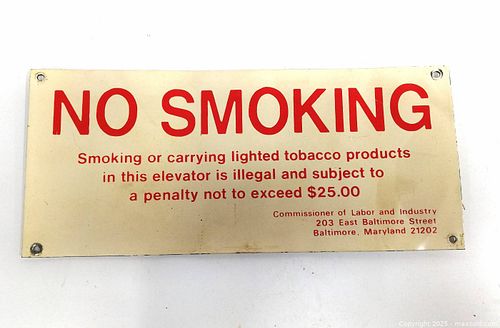 NO SMOKING
Smoking or carrying lighted tobacco products
in this elevator is illegal and subject to
a penalty not to exceed $25.00
Commissioner of Labor and Industry
203 East Baltimore Street
Baltimore, Maryland 21202